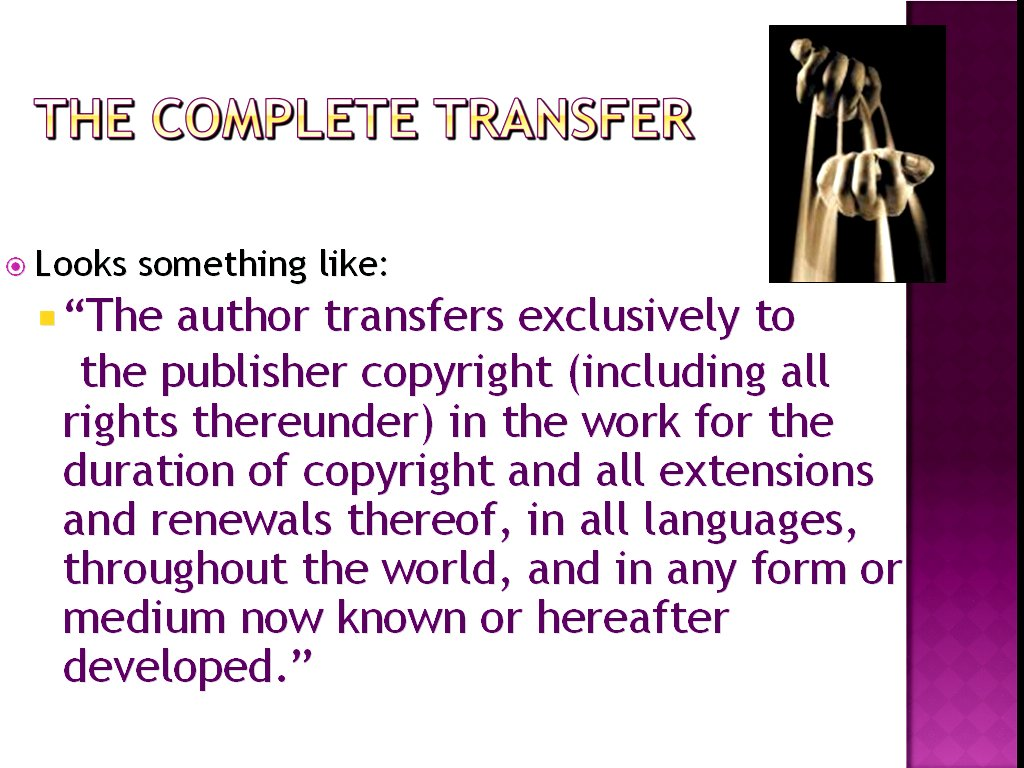 THE COMPLETE TRANSFER
Looks something like:
“The author transfers exclusively to
the publisher copyright (including all
rights thereunder) in the work for the
duration of copyright and all extensions
and renewals thereof, in all languages,
throughout the world, and in any form or
medium now known or hereafter
developed.”